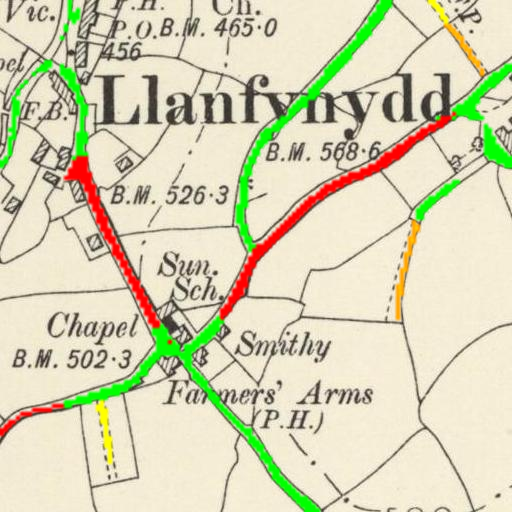 Vic.
P.H.
Ch.
P.O.
B.M. 465·0
456
F.B.
Llanfynydd
B.M. 568·6
B.M. 526·3
Sun.
Sch.
Chapel
Smithy
B.M. 502·3
Farmers' Arms
(P.H.)